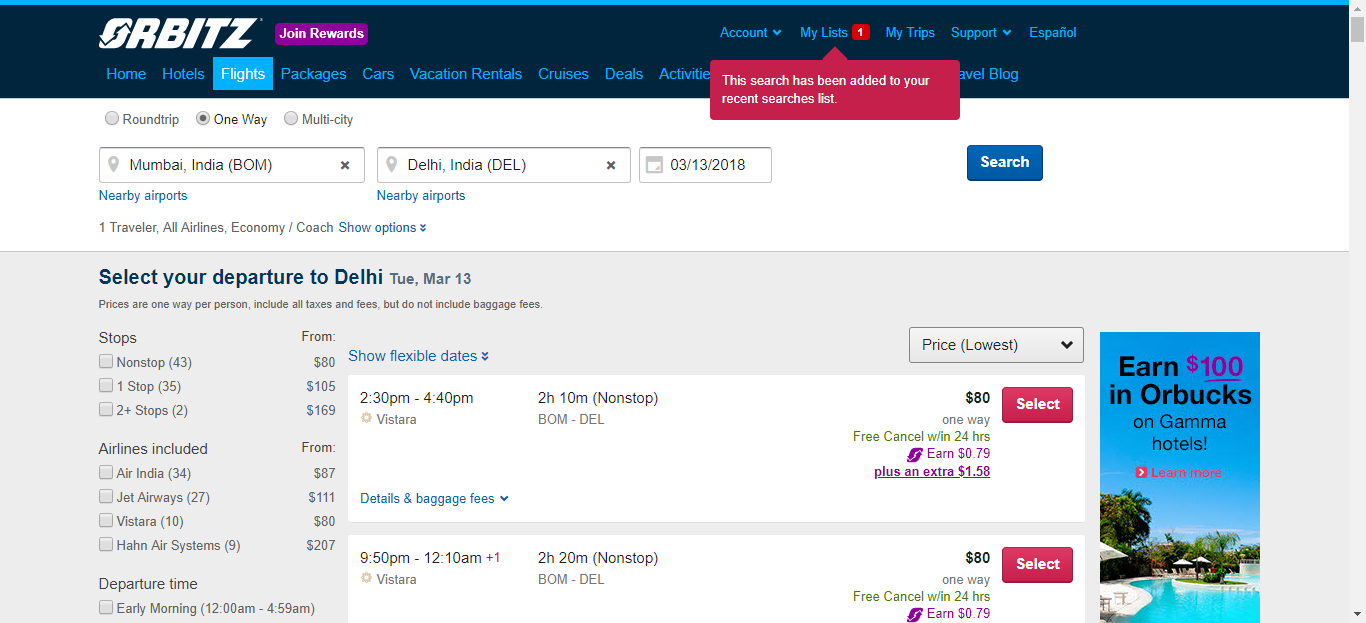 ORBITZ Join Rewards
Account My Lists 1 My Trips Support Español
Home Hotels Flights Packages Cars Vacation Rentals Cruises Deals
This search has been added to your
recent searches list.
Roundtrip One Way Multi-city
Mumbai, India (BOM) Delhi, India (DEL) 03/13/2018 Search
Nearby airports Nearby airports
1 Traveler, All Airlines, Economy / Coach Show options
Select your departure to Delhi Tue, Mar 13
Prices are one way per person, include all taxes and fees, but do not include baggage fees.
Stops From:
Nonstop (43) $80
1 Stop (35) $105
2+ Stops (2) $169
Airlines included From:
Air India (34) $87
Jet Airways (27) $111
Vistara (10) $80
Hahn Air Systems (9) $207
Departure time
Early Morning (12:00am - 4:59am)
Show flexible dates Price (Lowest)
2:30pm - 4:40pm 2h 10m (Nonstop) $80 Select
Vistara BOM - DEL one way
Free Cancel w/in 24 hrs
Earn $0.79
plus an extra $1.58
Details & baggage fees
9:50pm - 12:10am +1 2h 20m (Nonstop) $80 Select
Vistara BOM - DEL one way
Free Cancel w/in 24 hrs
Earn $0.79
Earn $100
in Orbucks
on Gamma
hotels!
Learn more